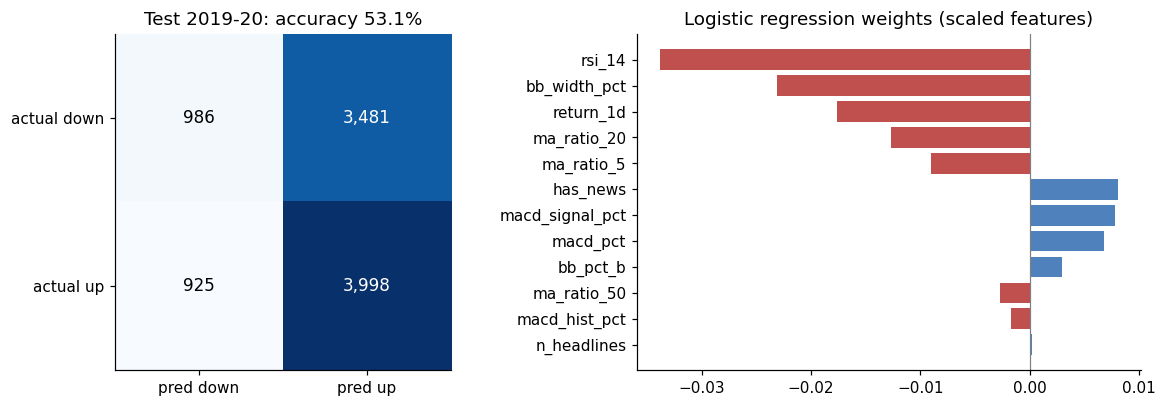 Test 2019-20: accuracy 53.1%
actual down
986
3,481
actual up
925
3,998
pred down
pred up
Logistic regression weights (scaled features)
rsi_14
bb_width_pct
return_1d
ma_ratio_20
ma_ratio_5
has_news
macd_signal_pct
macd_pct
bb_pct_b
ma_ratio_50
macd_hist_pct
n_headlines
−0.03
−0.02
−0.01
0.00
0.01